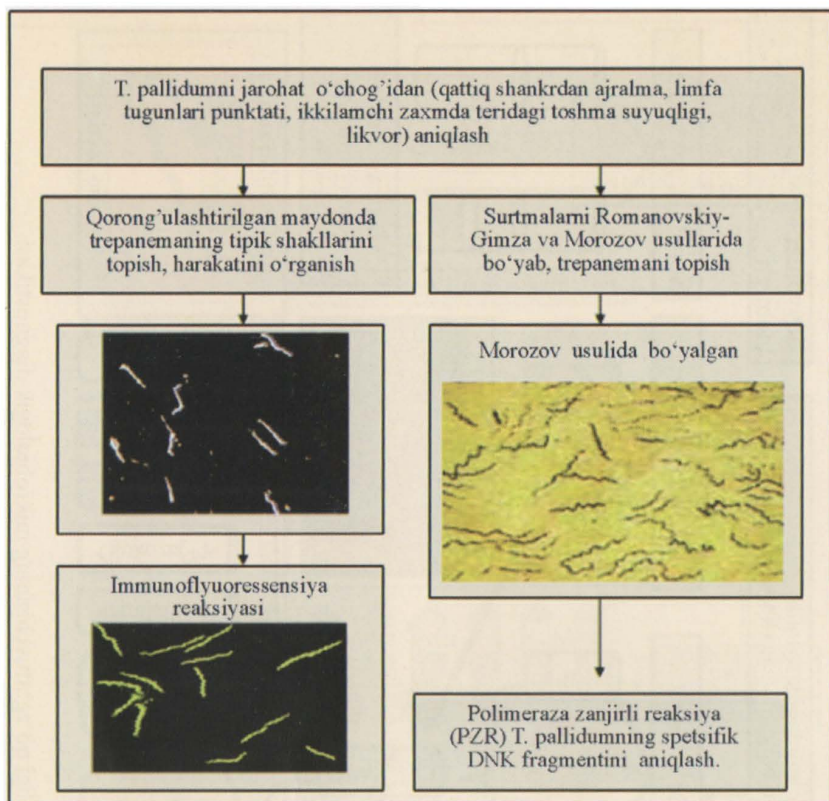 T. pallidumni jarohat o‘chog’idan (qattiq shankrdan ajralma, limfa
tugunlari punktati, ikkilamchi zaxmda teridagi toshma suyuqligi,
likvor) aniqlash
Qorong’ulashtirilgan maydonda
trepanemaning tipik shakllarini
topish, harakatini o‘rganish
Surtmalarni Romanovskiy-
Gimza va Morozov usullarida
bo‘yab, trepanemani topish
Morozov usulida bo‘yalgan
Immunoflyuoressensiya
reaksiyasi
Polimeraza zanjirli reaksiya
(PZR) T. pallidumning spetsifik
DNK fragmentini aniqlash.